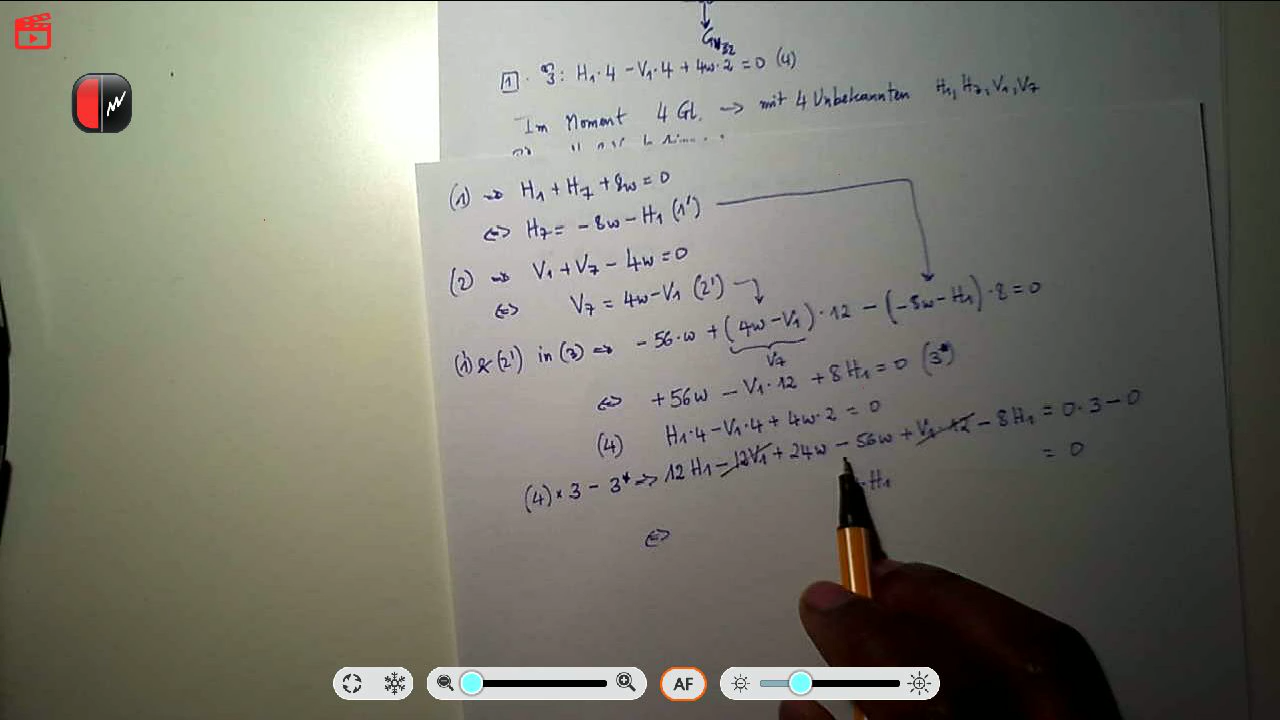 1 : H₁·4 - V₁·4 + 4w·2 = 0 (4)
Im Moment 4 Gl. → mit 4 Unbekannten H₁, H₇, V₁, V₇
(1) ⇒ H₁ + H₇ + 8w = 0
⇔ H₇ = -8w - H₁ (1')
(2) ⇒ V₁ + V₇ - 4w = 0
⇔ V₇ = 4w - V₁ (2')
(1') & (2') in (3) ⇒ -56·w + (4w - V₁)·12 - (-8w - H₁)·8 = 0
V₇
⇔ +56w - V₁·12 + 8H₁ = 0 (3*)
(4) H₁·4 - V₁·4 + 4w·2 = 0
(4) × 3 - 3* ⇒ 12H₁ - 12V₁ + 24w - 56w + V₁·12 - 8H₁ = 0·3 - 0
·H₁ = 0
⇔
AF